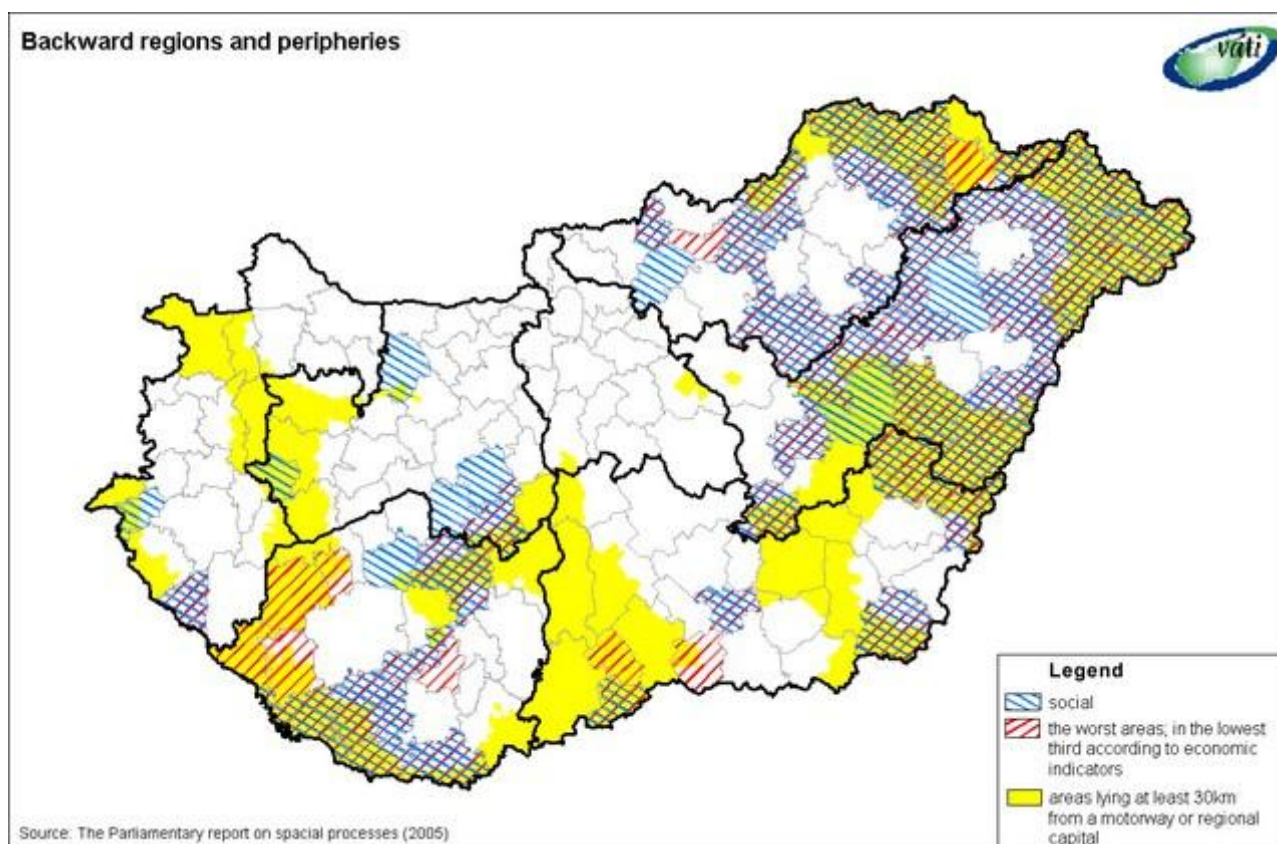 Backward regions and peripheries
váti
Legend
social
the worst areas; in the lowest
third according to economic
indicators
areas lying at least 30km
from a motorway or regional
capital
Source: The Parliamentary report on spacial processes (2005)